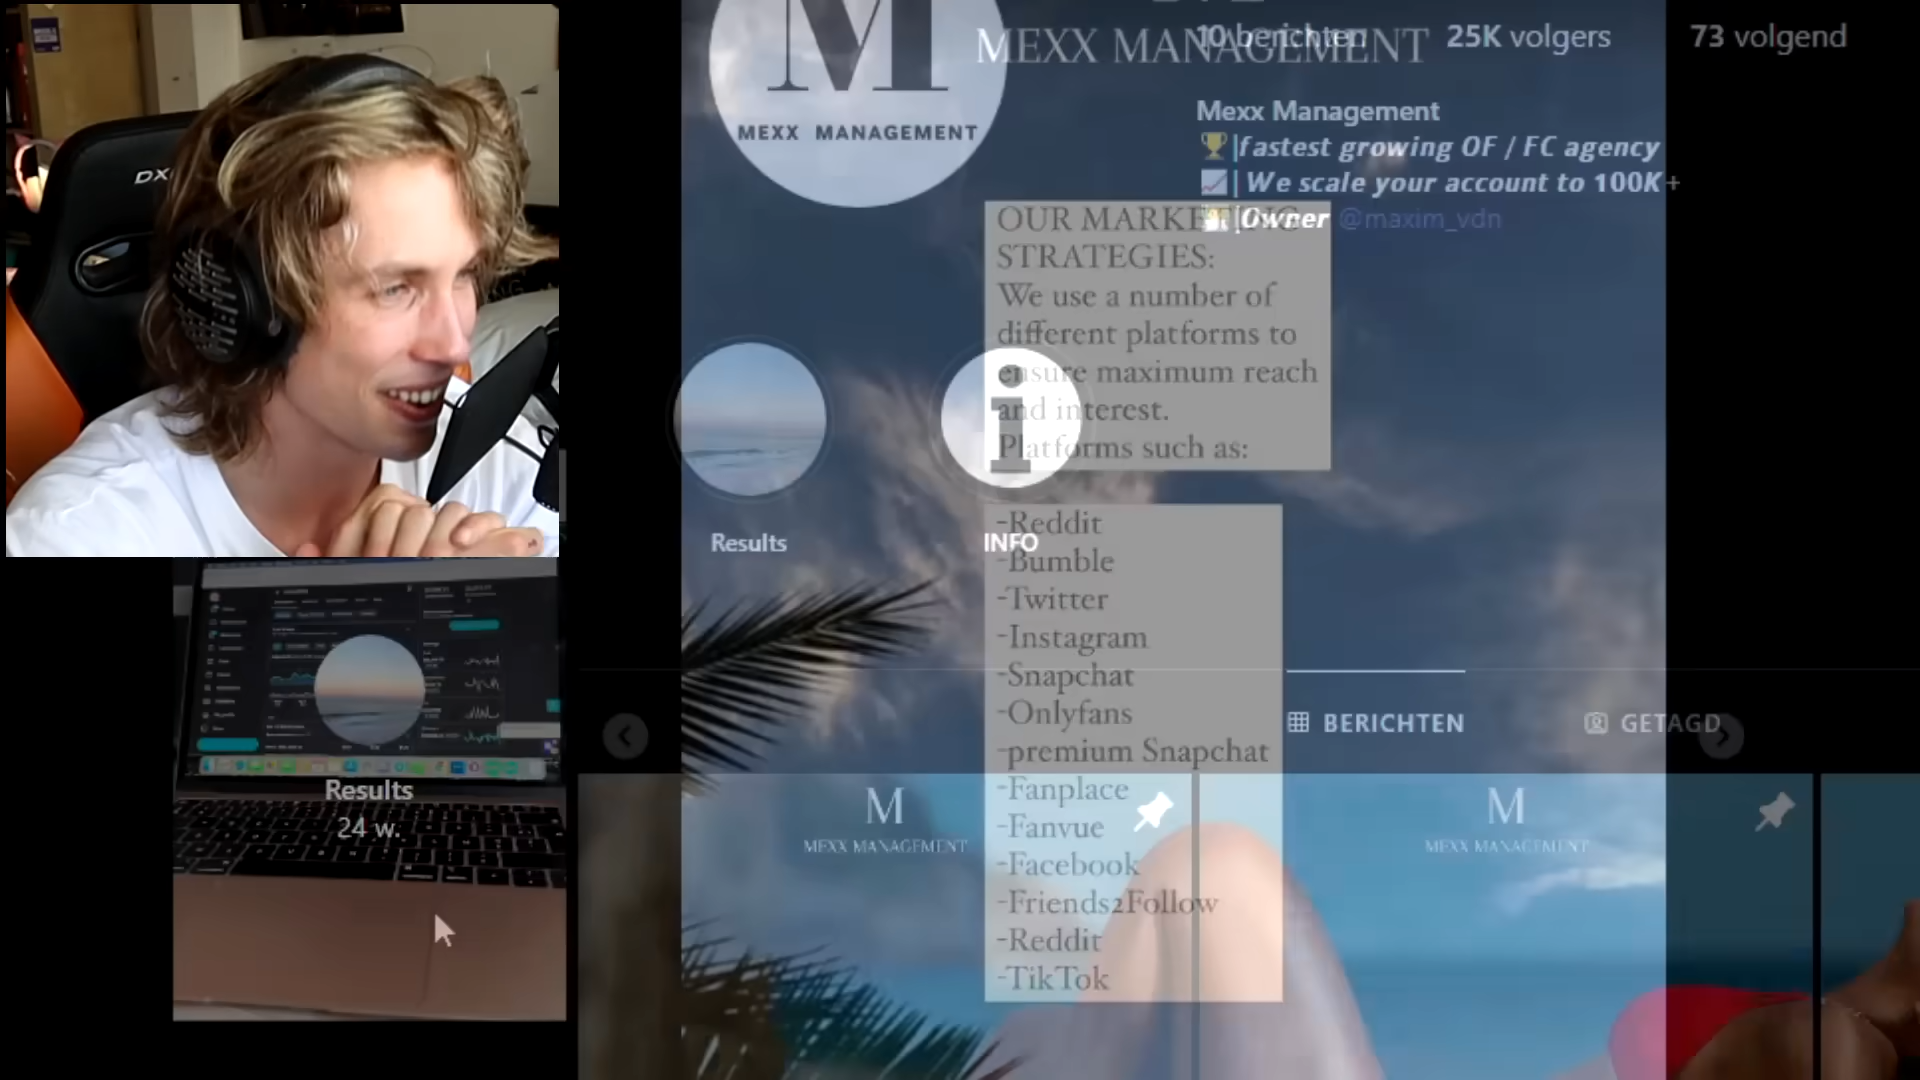 DX
M
MEXX MANAGEMENT
MEXX MANAGEMENT
10 berichten
25K volgers
73 volgend
Mexx Management
|fastest growing OF / FC agency
| We scale your account to 100K+
|Owner @maxim_vdn
OUR MARKETING
STRATEGIES:
We use a number of
different platforms to
ensure maximum reach
and interest.
Platforms such as:
Results
INFO
-Reddit
-Bumble
-Twitter
-Instagram
-Snapchat
-Onlyfans
-premium Snapchat
-Fanplace
-Fanvue
-Facebook
-Friends2Follow
-Reddit
-TikTok
BERICHTEN
GETAGD
Results
24 w.
M
MEXX MANAGEMENT
M
MEXX MANAGEMENT